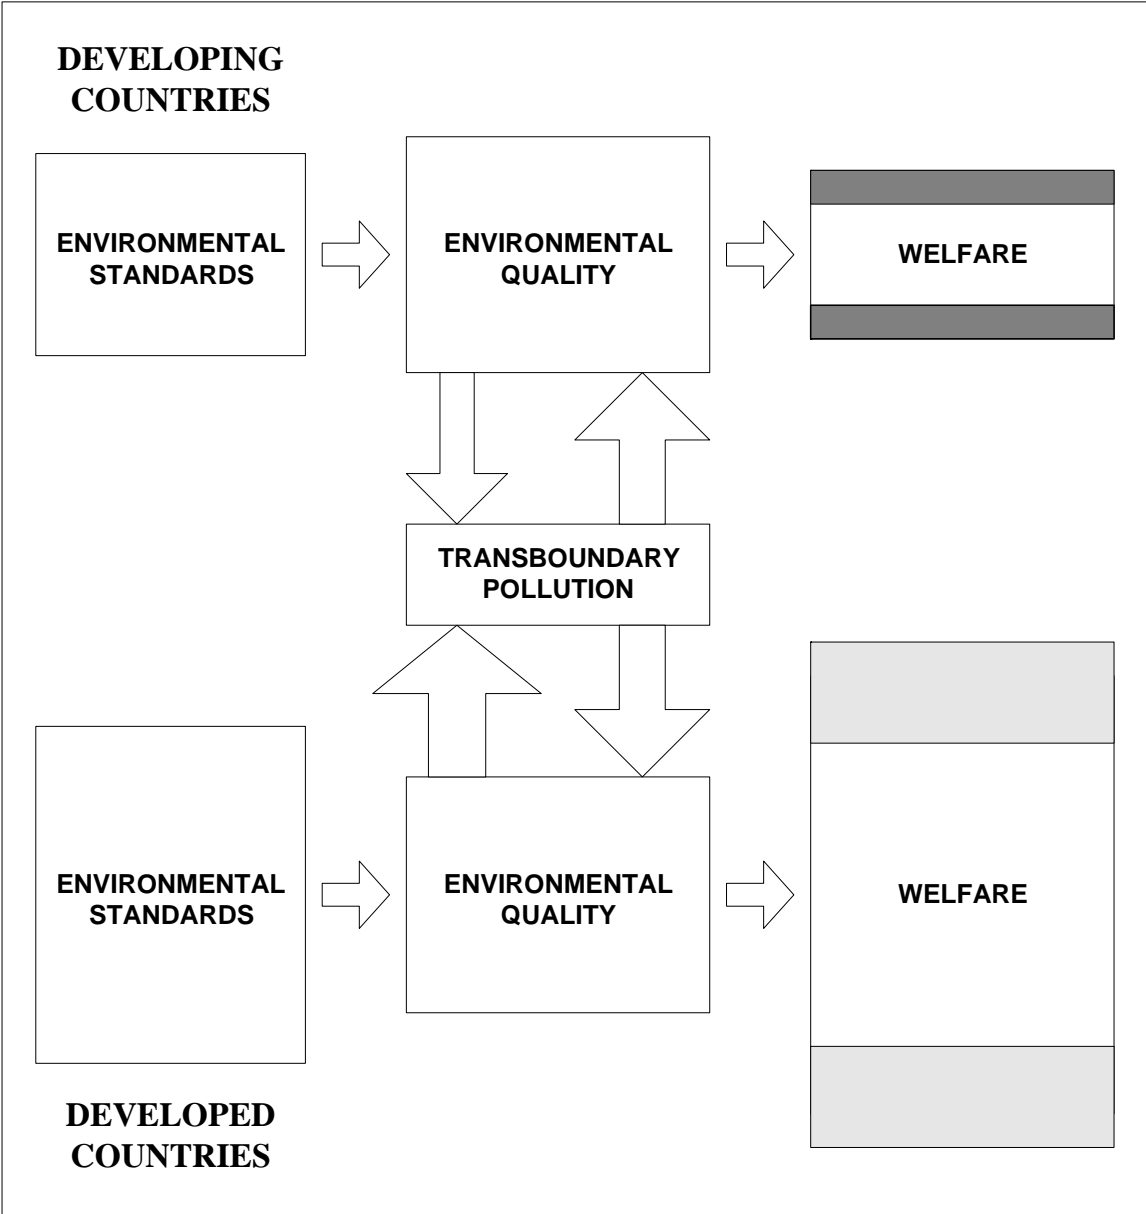 DEVELOPING
COUNTRIES
ENVIRONMENTAL
STANDARDS
ENVIRONMENTAL
QUALITY
WELFARE
TRANSBOUNDARY
POLLUTION
ENVIRONMENTAL
STANDARDS
ENVIRONMENTAL
QUALITY
WELFARE
DEVELOPED
COUNTRIES